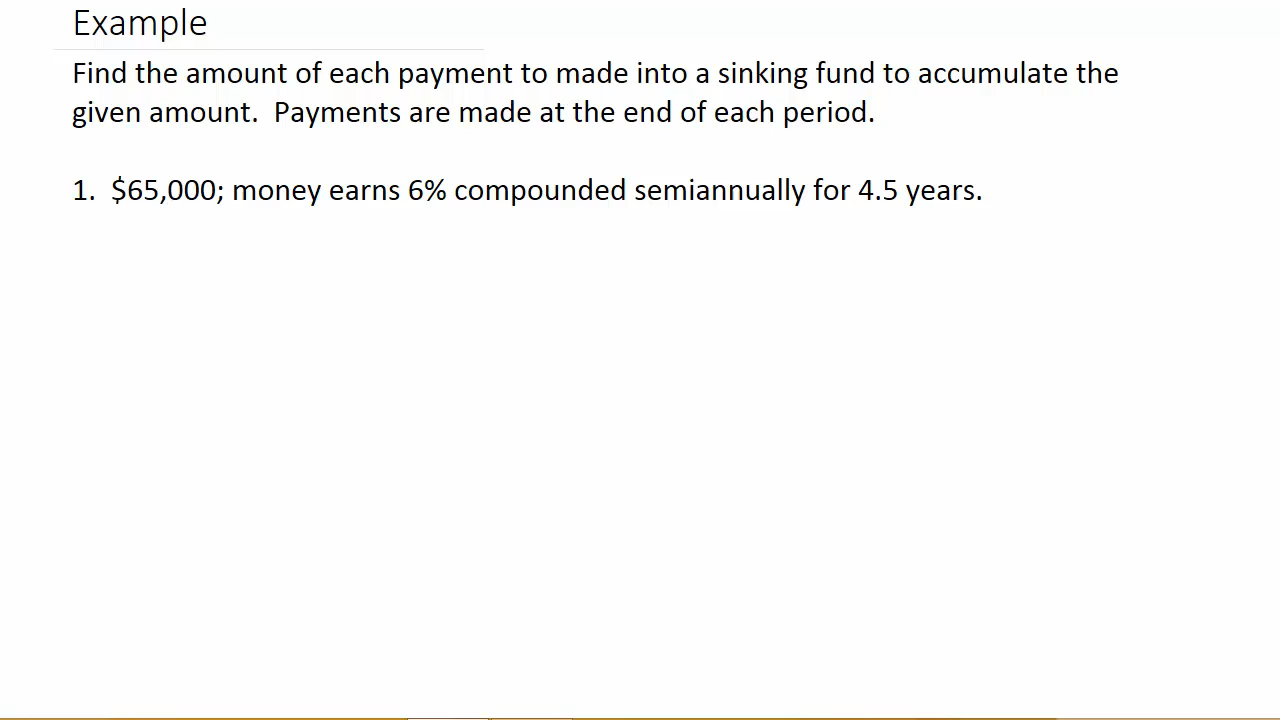 Example
Find the amount of each payment to made into a sinking fund to accumulate the
given amount.  Payments are made at the end of each period.
1.  $65,000; money earns 6% compounded semiannually for 4.5 years.